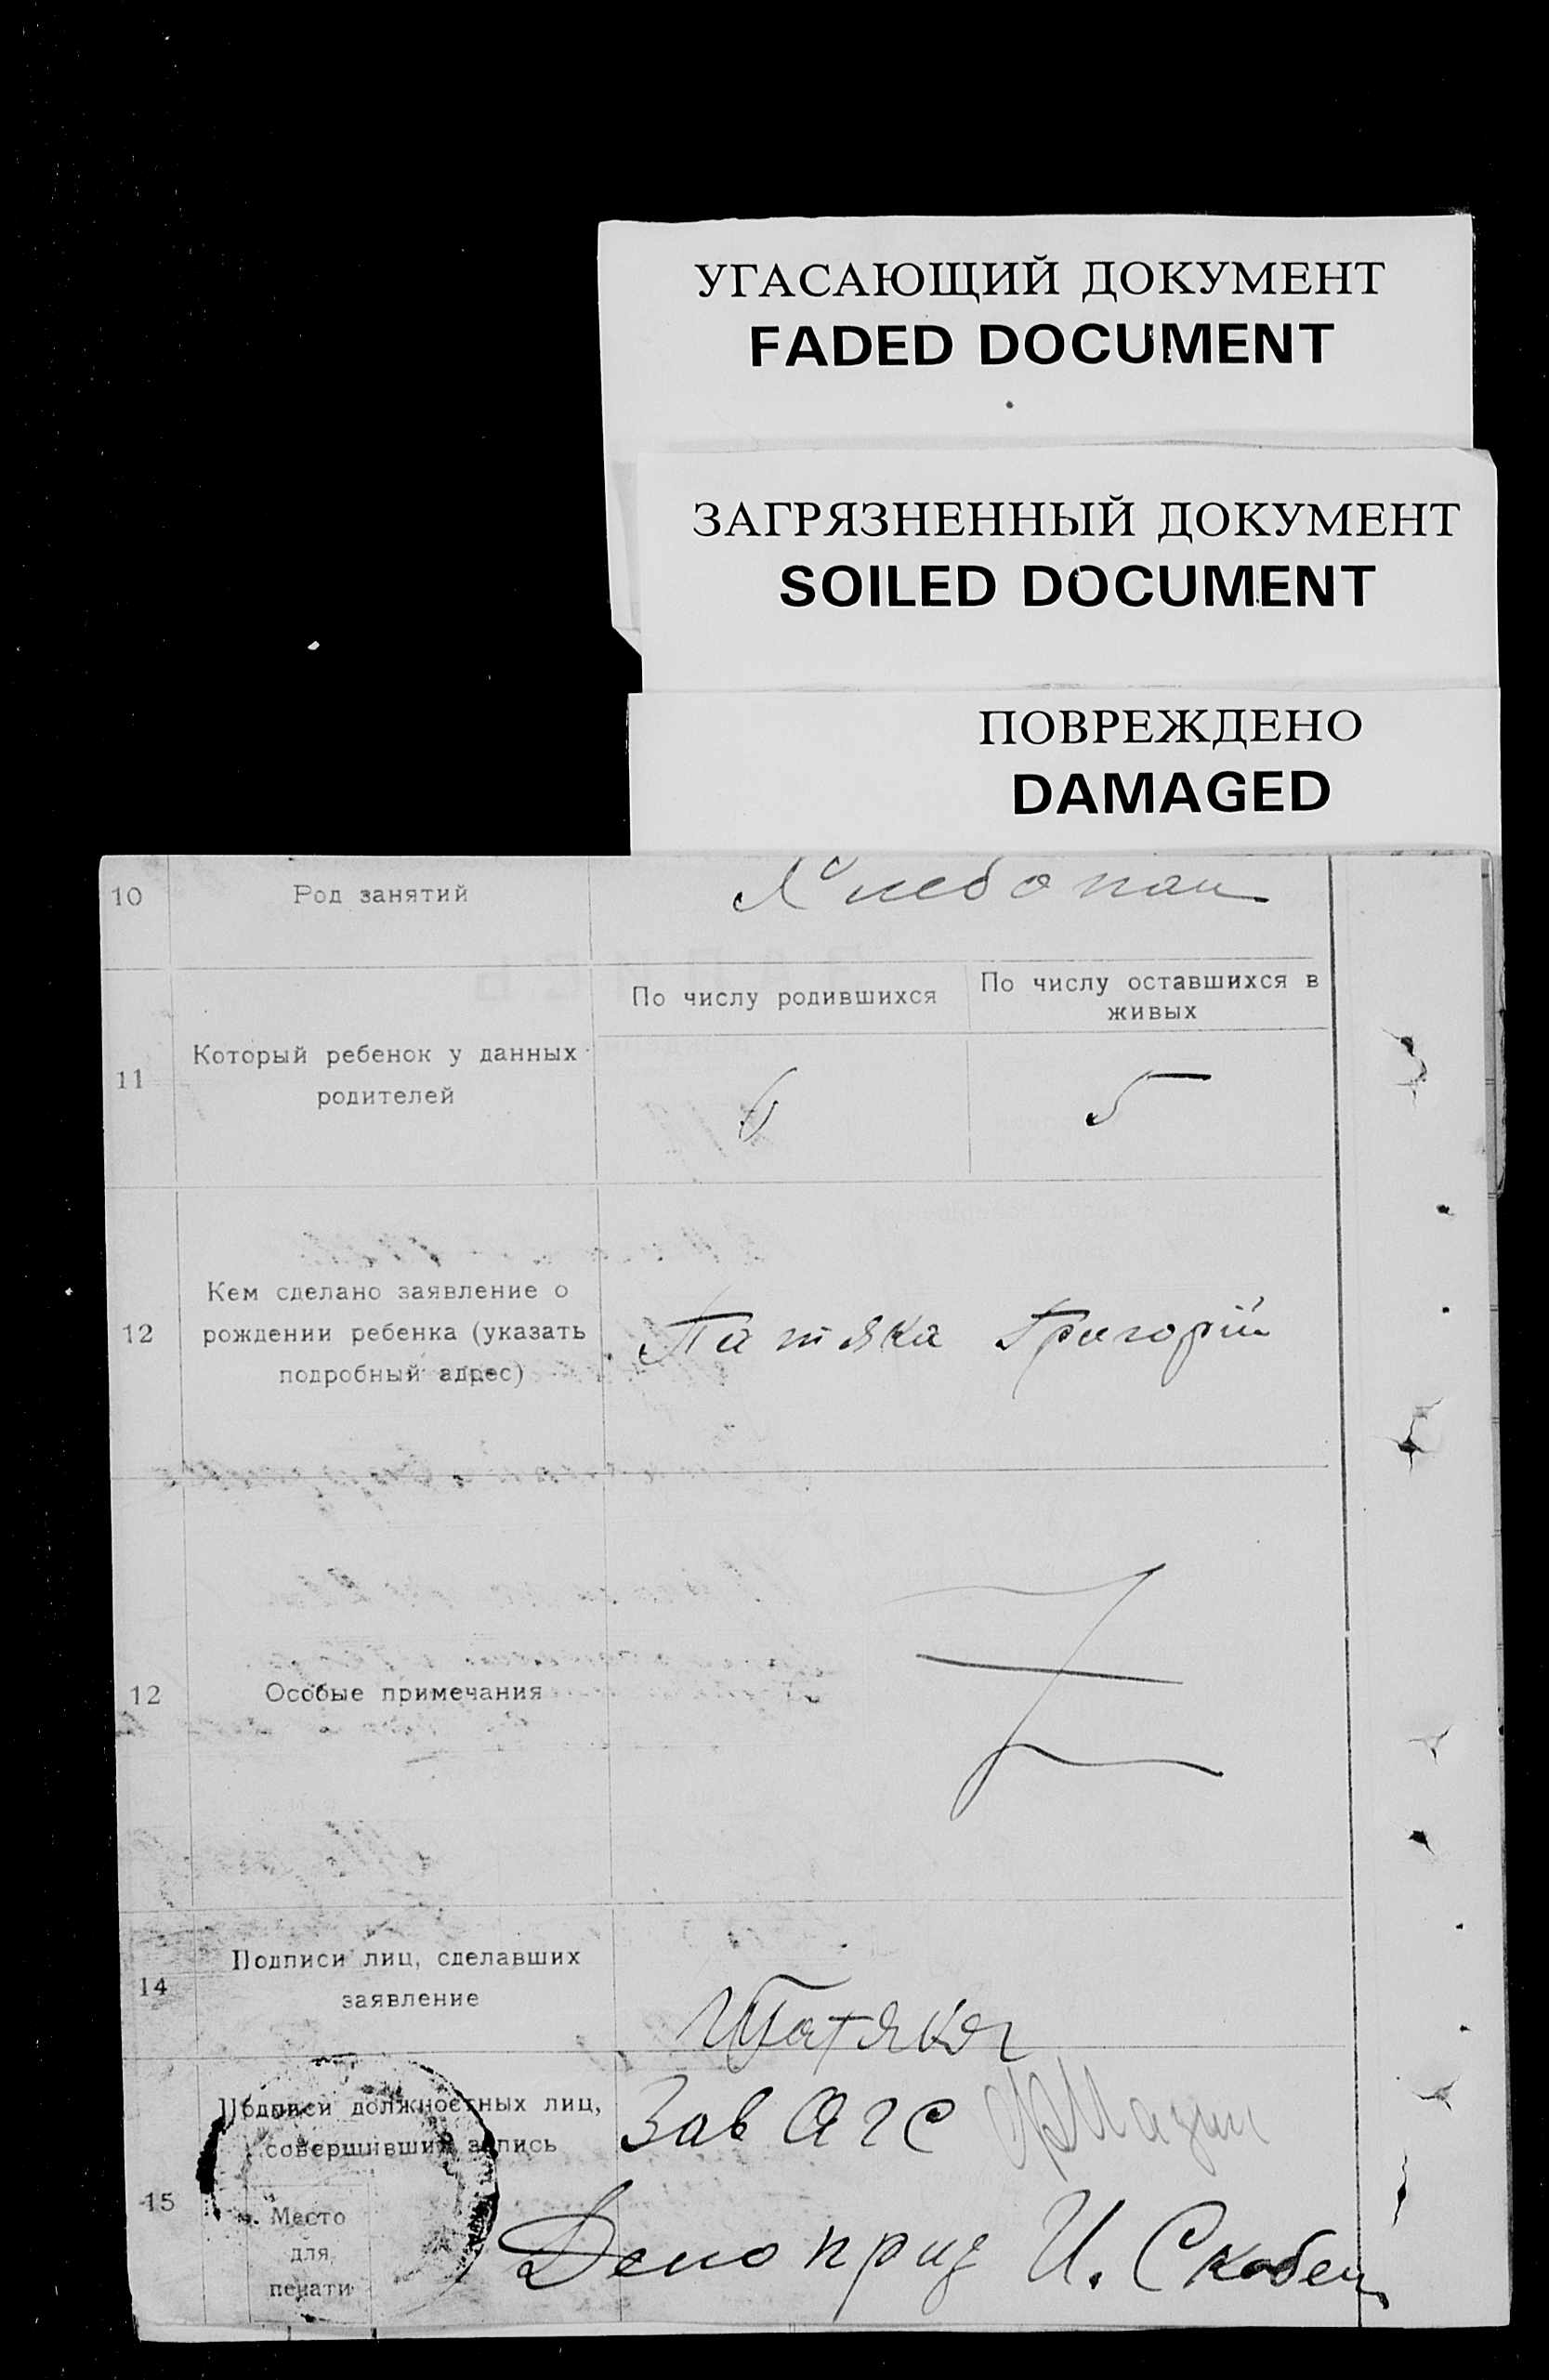 УГАСАЮЩИЙ ДОКУМЕНТ
FADED DOCUMENT
ЗАГРЯЗНЕННЫЙ ДОКУМЕНТ
SOILED DOCUMENT
ПОВРЕЖДЕНО
DAMAGED
10 Род занятий Хлебопаш
По числу родившихся По числу оставшихся в
живых
11 Который ребенок у данных
родителей
6 5
12 Кем сделано заявление о
рождении ребенка (указать
подробный адрес)
Патяка Григорій
12 Особые примечания
14 Подписи лиц, сделавших
заявление
Патяка
15 Подписи должностных лиц,
совершивших запись
Зав Агс
Место
для
печати
Дело прид И. Скобец